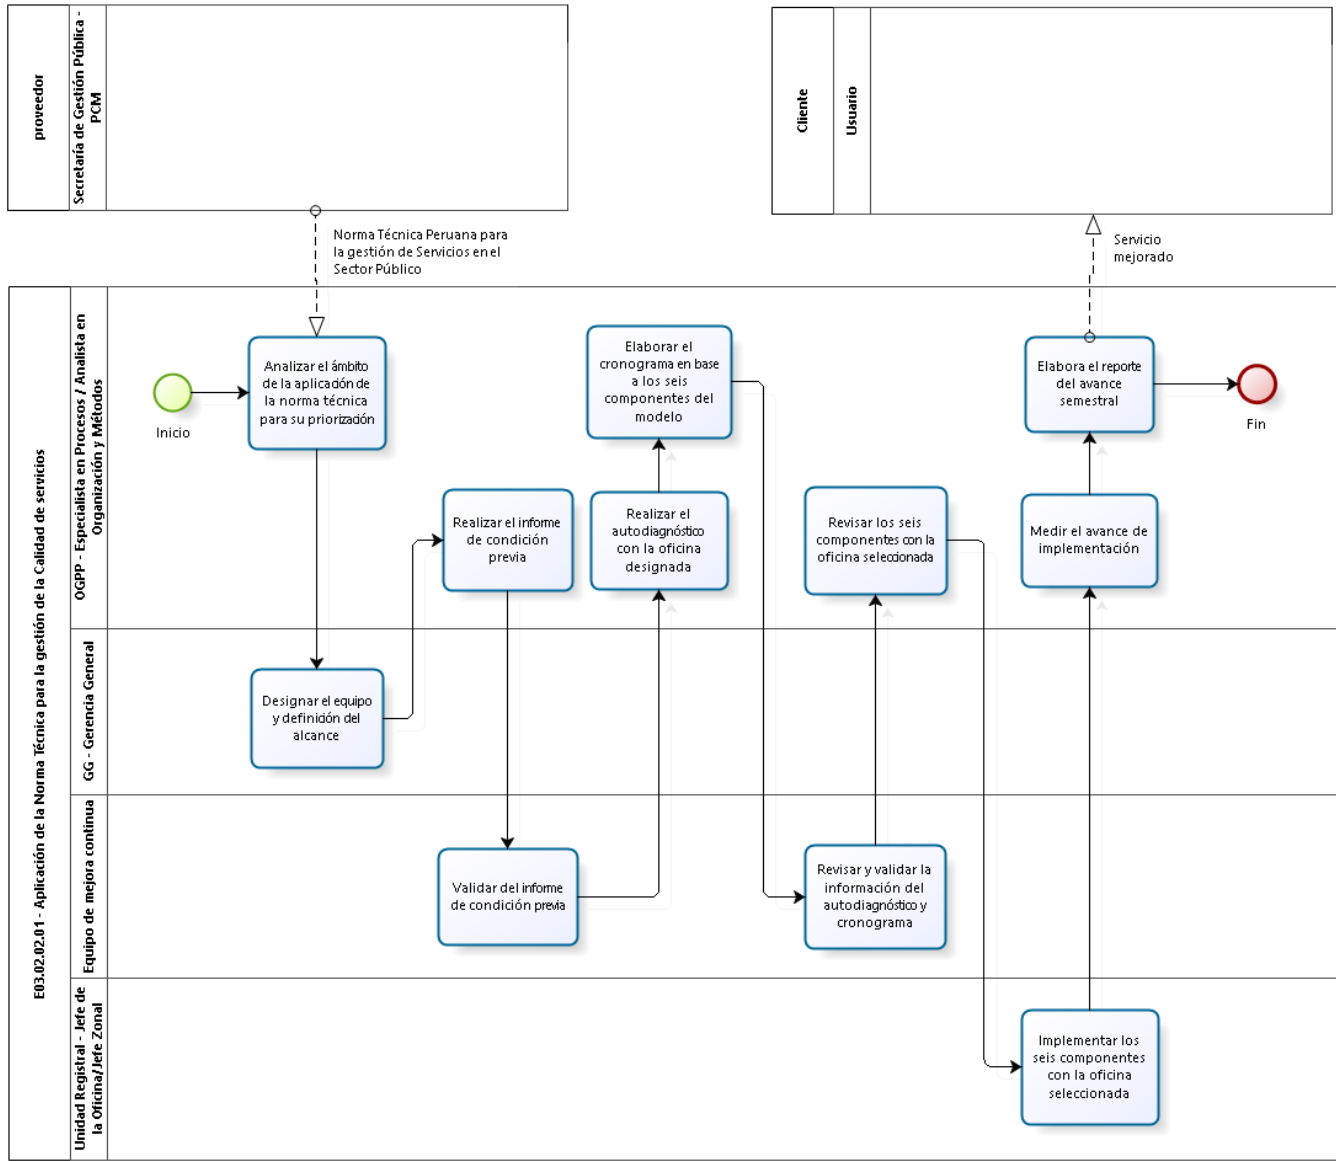 proveedor
Secretaría de Gestión Pública -
PCM
Cliente
Usuario
Norma Técnica Peruana para
la gestión de Servicios en el
Sector Público
Servicio
mejorado
E03.02.02.01 - Aplicación de la Norma Técnica para la gestión de la Calidad de servicios
OGPP - Especialista en Procesos / Analista en
Organización y Métodos
Inicio
Analizar el ámbito
de la aplicación de
la norma técnica
para su priorización
Realizar el informe
de condición
previa
Elaborar el
cronograma en base
a los seis
componentes del
modelo
Realizar el
autodiagnóstico
con la oficina
designada
Revisar los seis
componentes con la
oficina seleccionada
Elabora el reporte
del avance
semestral
Fin
Medir el avance de
implementación
GG - Gerencia General
Designar el equipo
y definición del
alcance
Equipo de mejora continua
Validar del informe
de condición previa
Revisar y validar la
información del
autodiagnóstico y
cronograma
Unidad Registral - Jefe de
la Oficina/Jefe Zonal
Implementar los
seis componentes
con la oficina
seleccionada